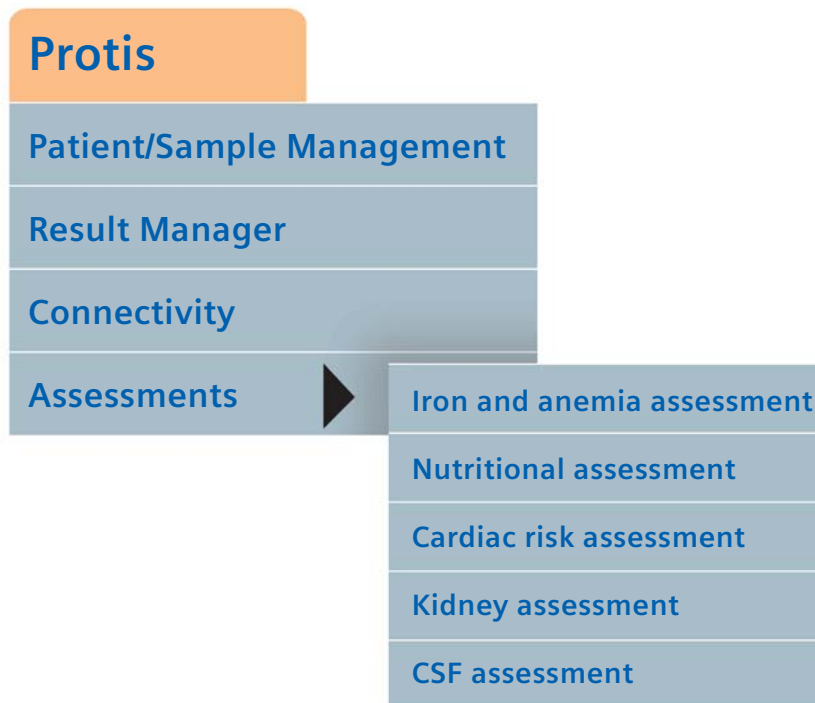 Protis
Patient/Sample Management
Result Manager
Connectivity
Assessments
Iron and anemia assessment
Nutritional assessment
Cardiac risk assessment
Kidney assessment
CSF assessment